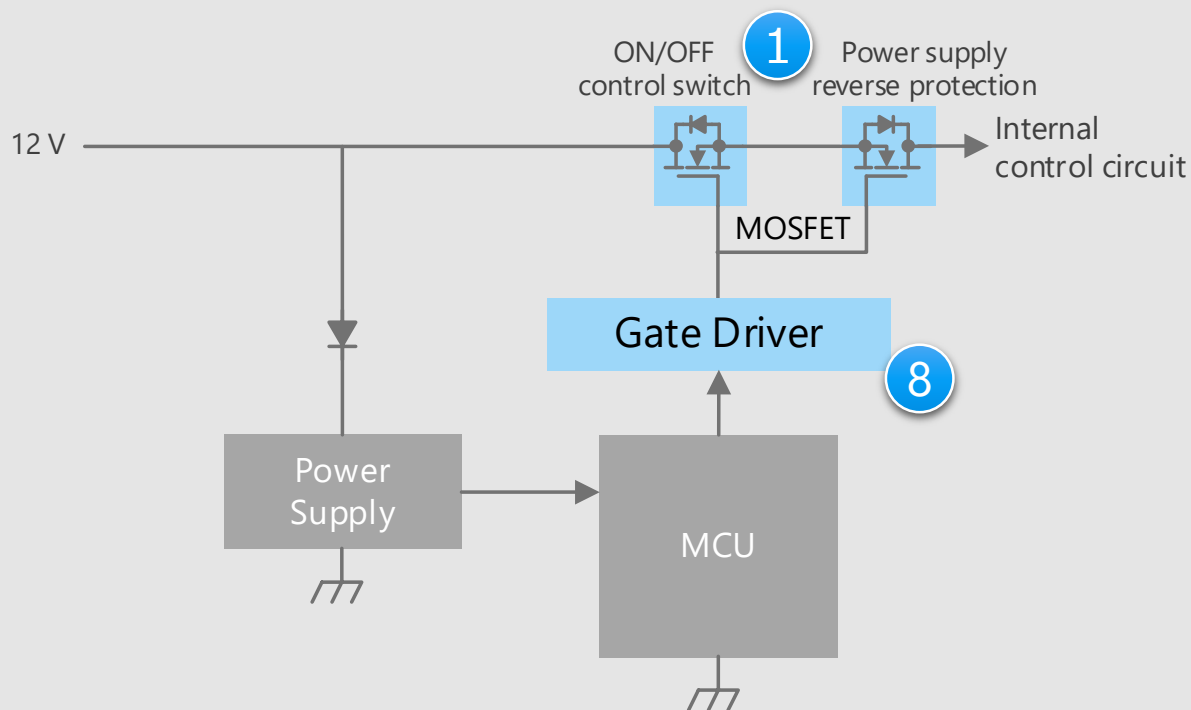 ON/OFF
control switch
1
Power supply
reverse protection
12 V
Internal
control circuit
MOSFET
Gate Driver
8
Power
Supply
MCU